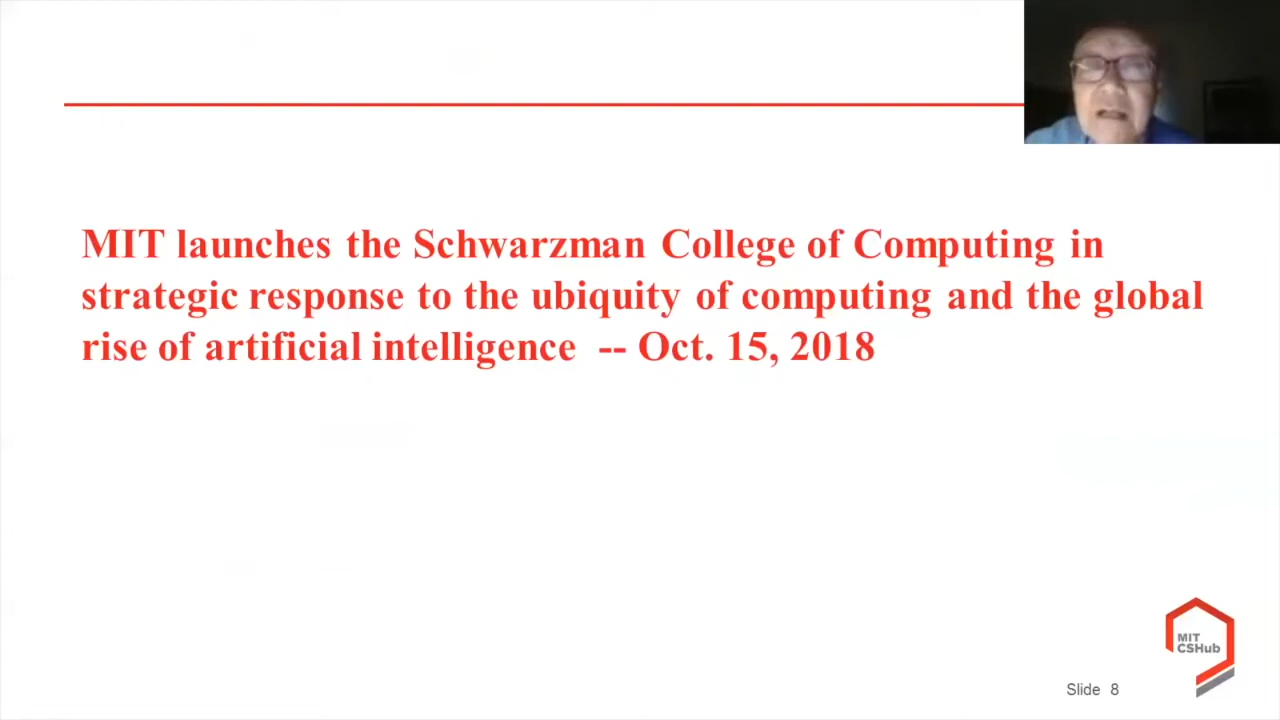 MIT launches the Schwarzman College of Computing in
strategic response to the ubiquity of computing and the global
rise of artificial intelligence -- Oct. 15, 2018
MIT
CSHub
Slide 8